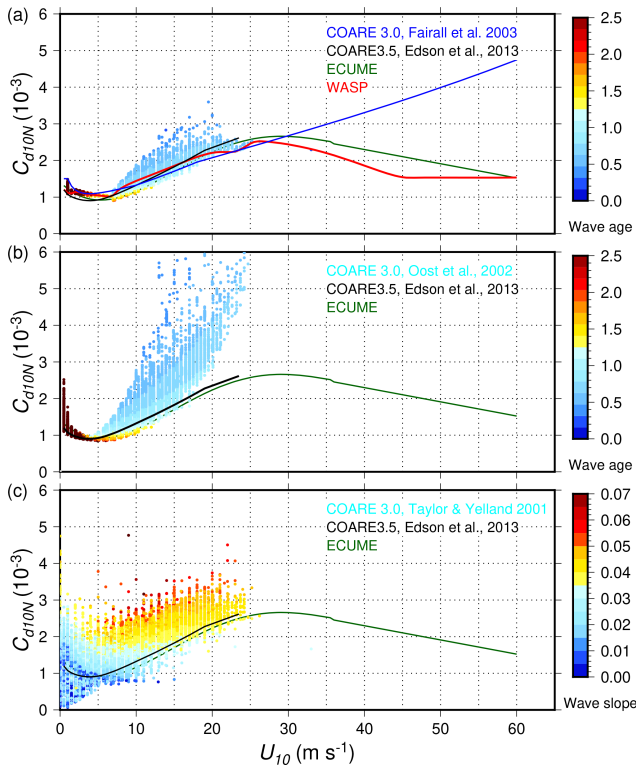 (a)
6
5
4
3
2
1
0
C_d10N (10^-3)
COARE 3.0, Fairall et al. 2003
COARE3.5, Edson et al., 2013
ECUME
WASP
2.5
2.0
1.5
1.0
0.5
0.0
Wave age
(b)
6
5
4
3
2
1
0
C_d10N (10^-3)
COARE 3.0, Oost et al., 2002
COARE3.5, Edson et al., 2013
ECUME
2.5
2.0
1.5
1.0
0.5
0.0
Wave age
(c)
6
5
4
3
2
1
0
C_d10N (10^-3)
COARE 3.0, Taylor & Yelland 2001
COARE3.5, Edson et al., 2013
ECUME
0.07
0.06
0.05
0.04
0.03
0.02
0.01
0.00
Wave slope
0 10 20 30 40 50 60
U_10 (m s^-1)